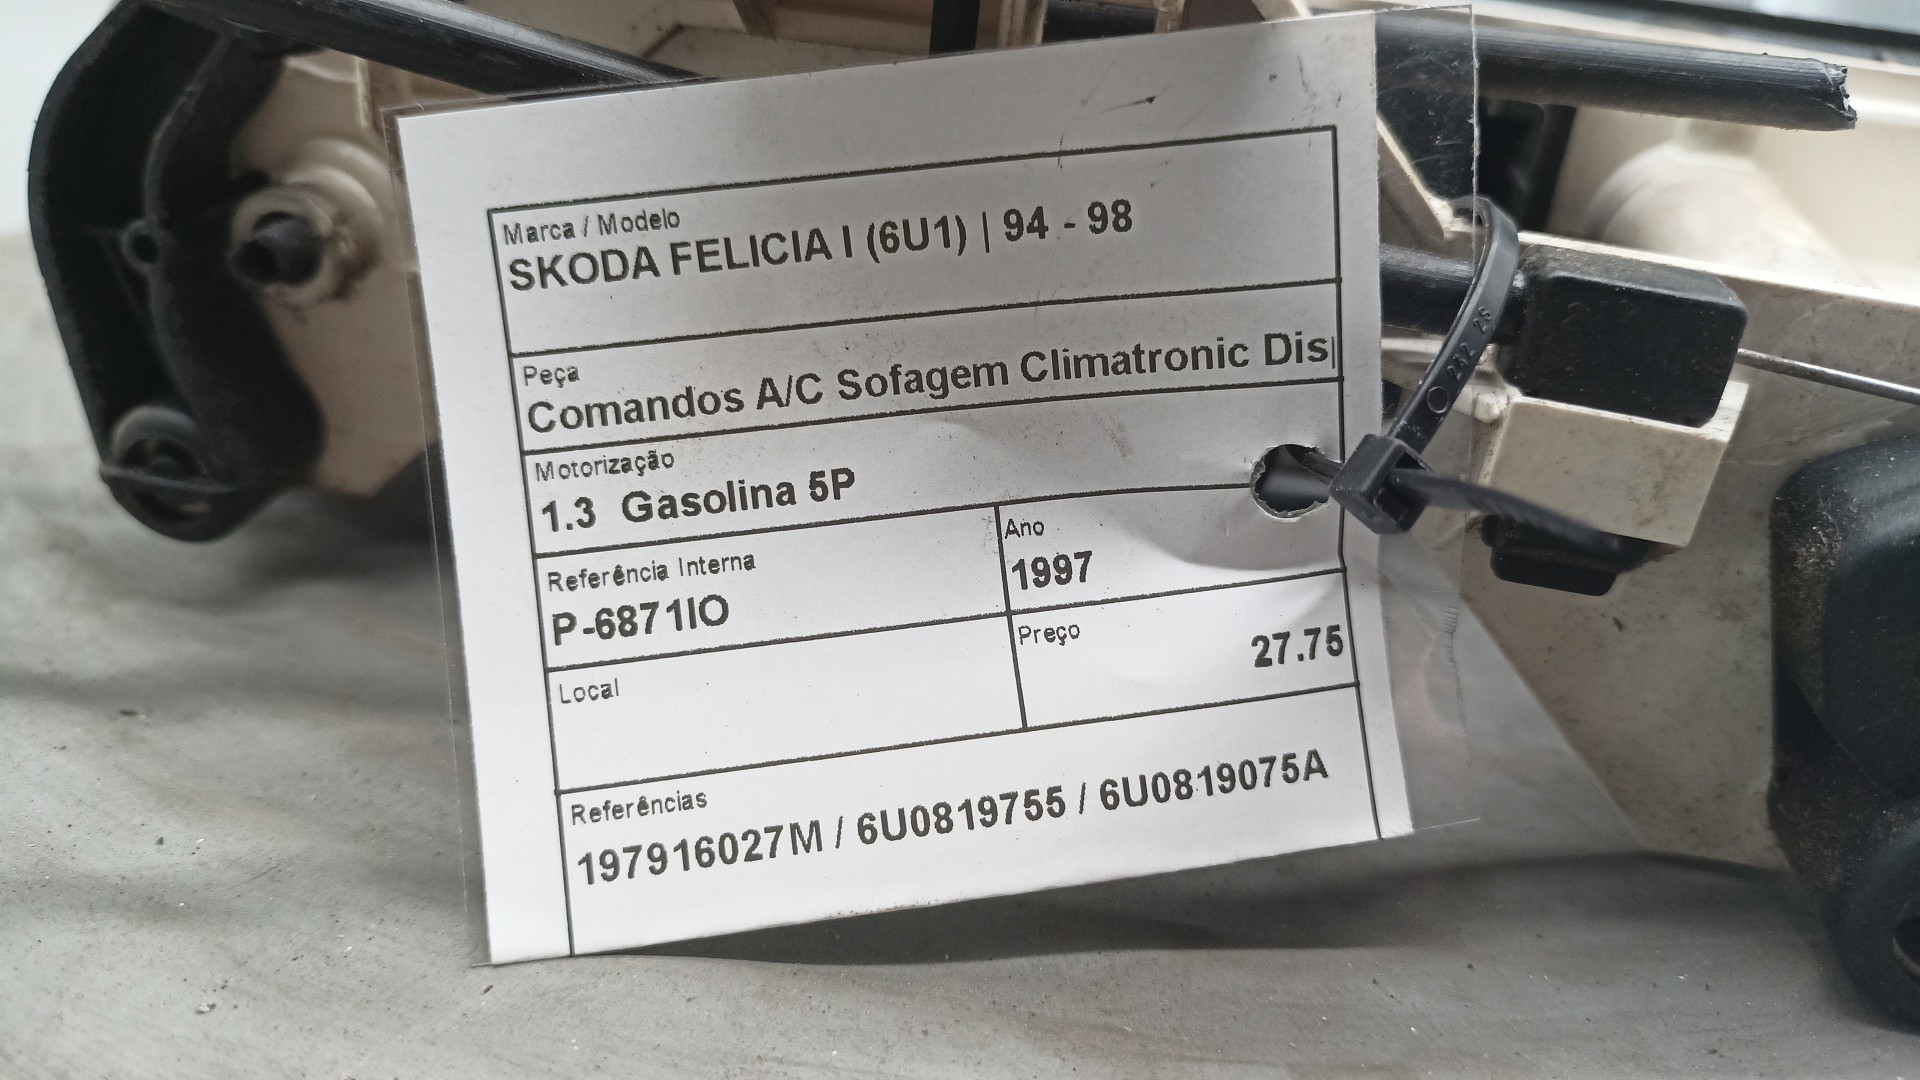 Marca / Modelo
SKODA FELICIA I (6U1) | 94 - 98
Peça
Comandos A/C Sofagem Climatronic Dis
Motorização
1.3 Gasolina 5P
Referência Interna
P-6871IO
Ano
1997
Local
Preço
27.75
Referências
197916027M / 6U0819755 / 6U0819075A